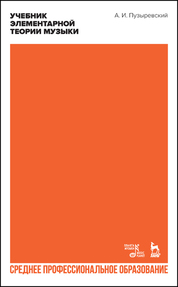 УЧЕБНИК
ЭЛЕМЕНТАРНОЙ
ТЕОРИИ МУЗЫКИ
А. И. Пузыревский
СРЕДНЕЕ ПРОФЕССИОНАЛЬНОЕ ОБРАЗОВАНИЕ